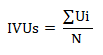 IVUs = ∑Ui / N